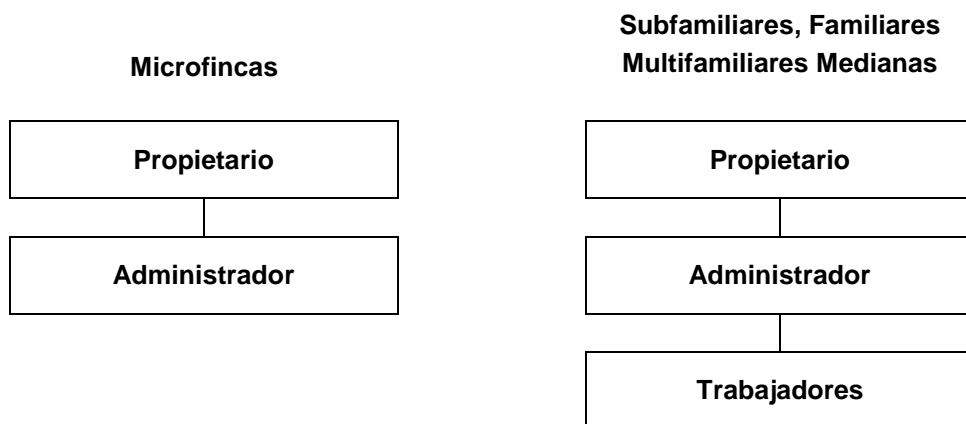 Microfincas
Propietario
Administrador
Subfamiliares, Familiares
Multifamiliares Medianas
Propietario
Administrador
Trabajadores